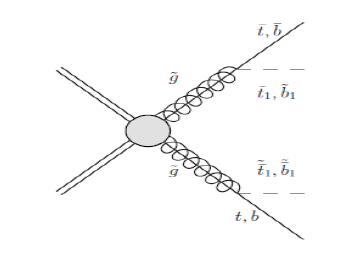 t̄, b̄
g̃
t̃₁, b̃₁
t̃̄₁, b̃̄₁
g̃
t, b